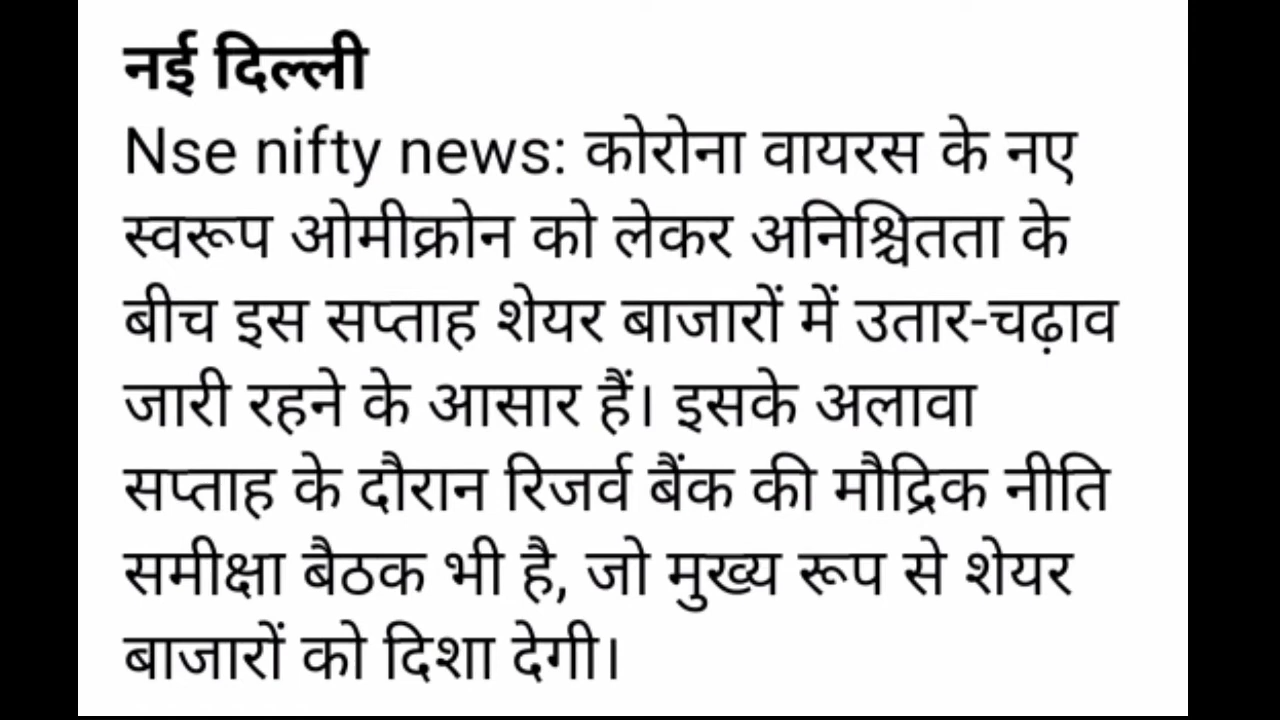 नई दिल्ली
Nse nifty news: कोरोना वायरस के नए
स्वरूप ओमीक्रोन को लेकर अनिश्चितता के
बीच इस सप्ताह शेयर बाजारों में उतार-चढ़ाव
जारी रहने के आसार हैं। इसके अलावा
सप्ताह के दौरान रिजर्व बैंक की मौद्रिक नीति
समीक्षा बैठक भी है, जो मुख्य रूप से शेयर
बाजारों को दिशा देगी।